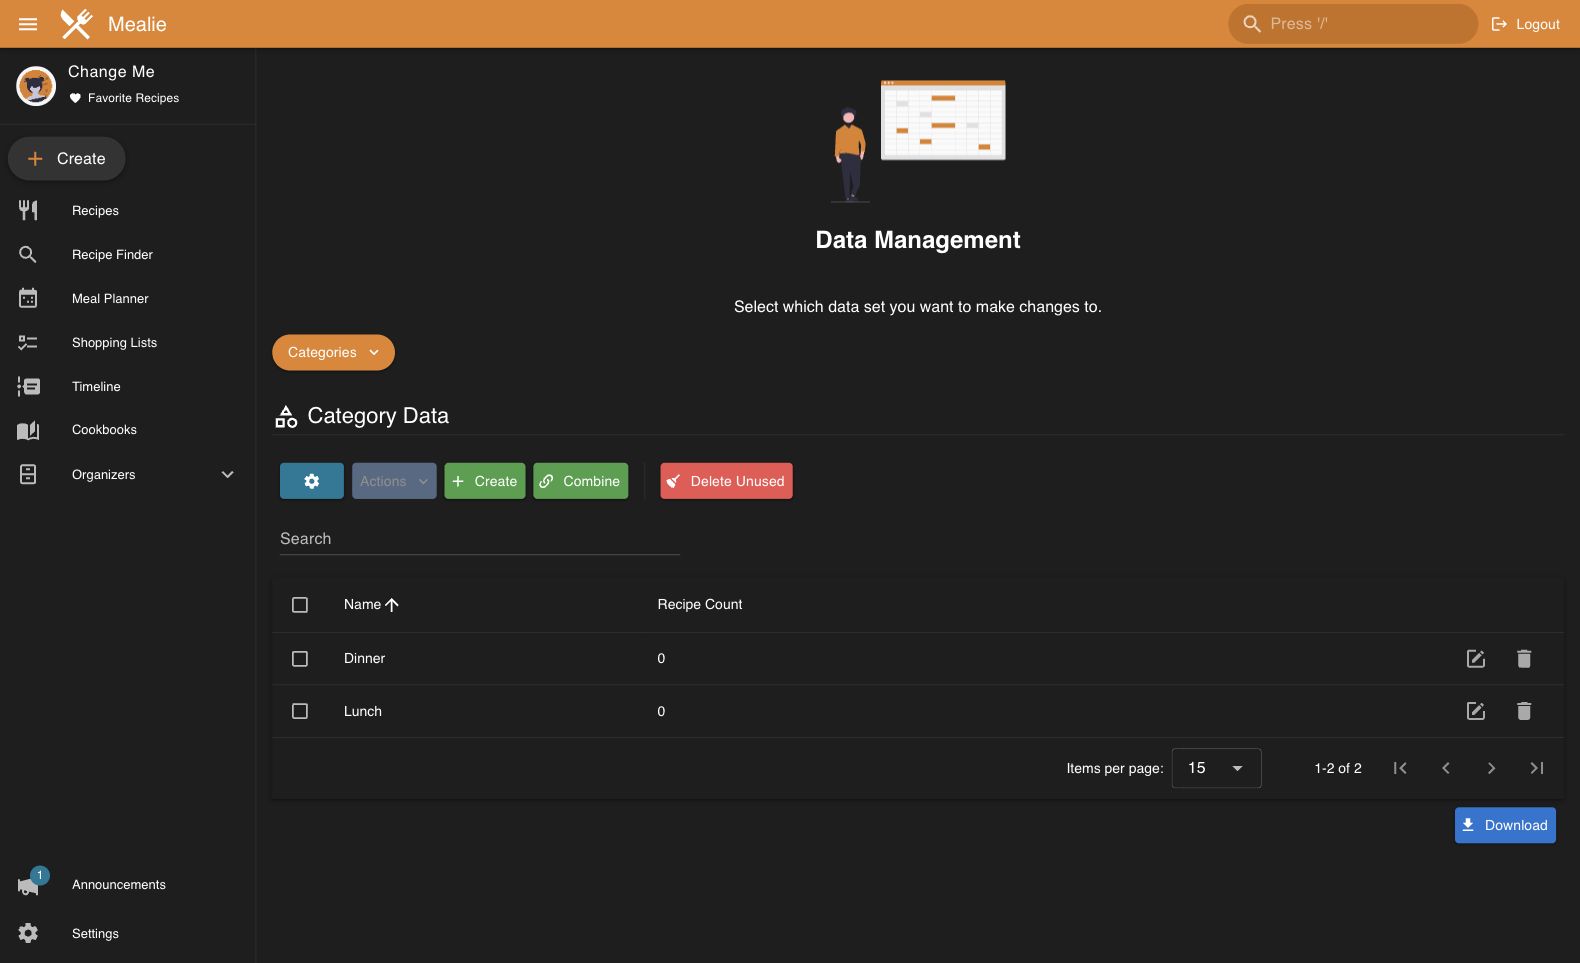 Mealie
Press '/'
Logout
Change Me
Favorite Recipes
Create
Recipes
Recipe Finder
Meal Planner
Shopping Lists
Timeline
Cookbooks
Organizers
1
Announcements
Settings
Data Management
Select which data set you want to make changes to.
Categories
Category Data
Actions
Create
Combine
Delete Unused
Search
Name Recipe Count
Dinner 0
Lunch 0
Items per page: 15 1-2 of 2
Download